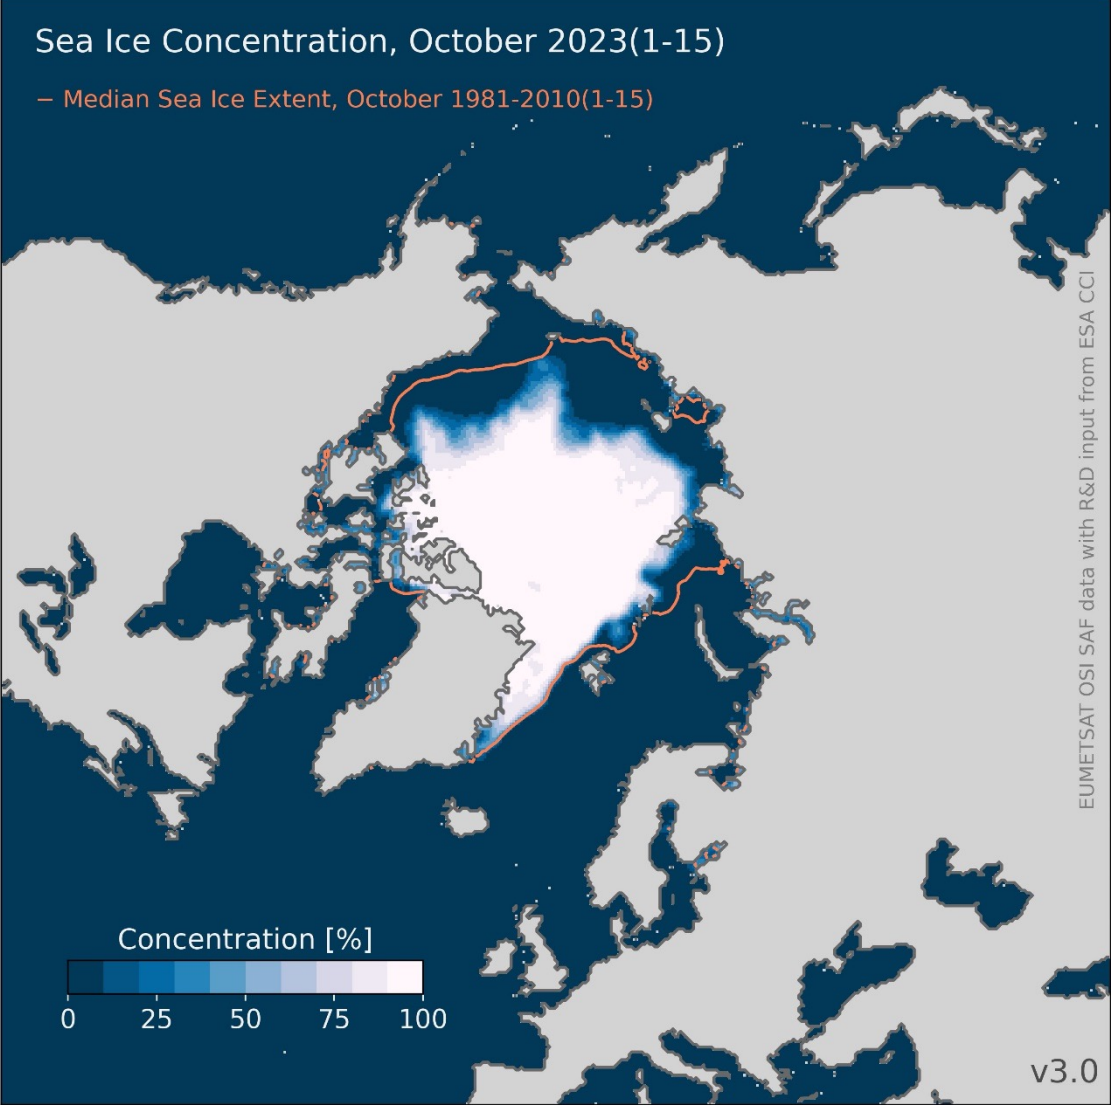 Sea Ice Concentration, October 2023(1-15)
− Median Sea Ice Extent, October 1981-2010(1-15)
EUMETSAT OSI SAF data with R&D input from ESA CCI
Concentration [%]
0 25 50 75 100
v3.0